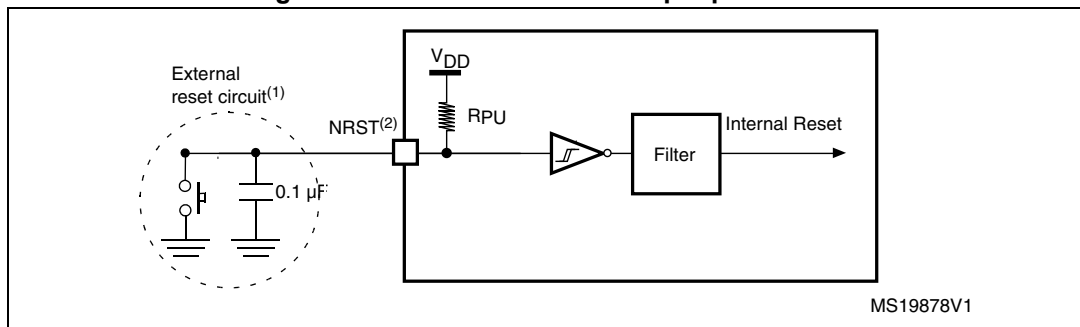 VDD
External
reset circuit(1)
NRST(2)
RPU
Internal Reset
Filter
0.1 µF
MS19878V1